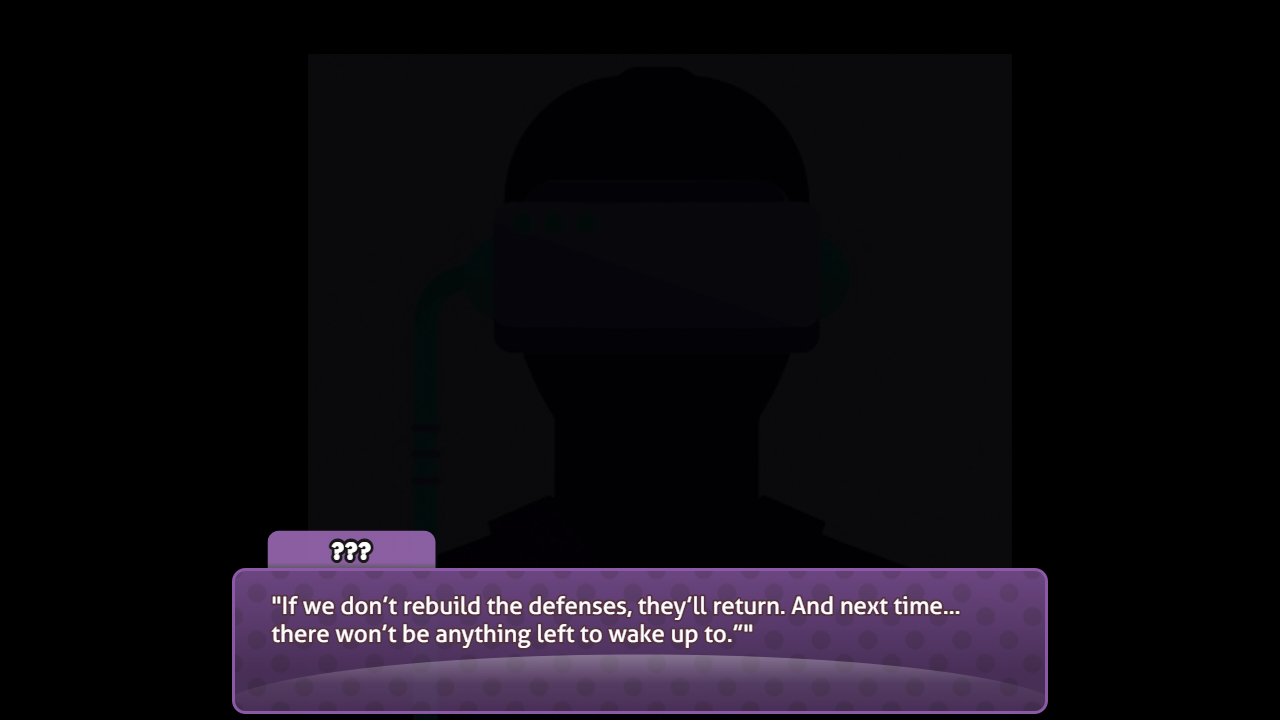 ???
"If we don’t rebuild the defenses, they’ll return. And next time...
there won’t be anything left to wake up to.“"